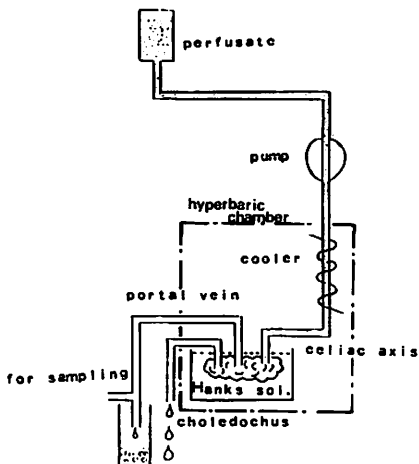 perfusate
pump
hyperbaric
chamber
cooler
portal vein
celiac axis
for sampling
Hanks sol.
choledochus